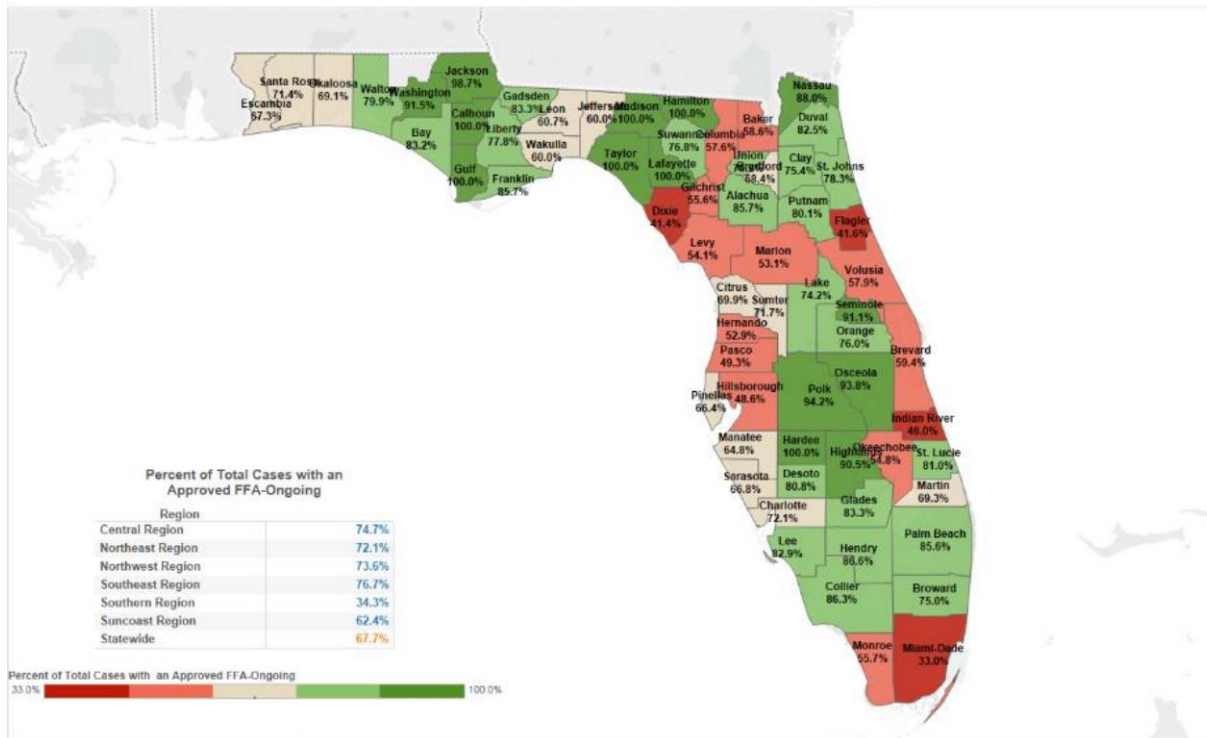 Jackson
98.7%
Santa Rosa
71.4%
Okaloosa
69.1%
Escambia
67.3%
Walton
79.9%
Washington
91.5%
Gadsden
83.3%
Leon
60.7%
Jefferson
60.0%
Madison
100.0%
Hamilton
100.0%
Nassau
88.0%
Baker
58.6%
Duval
82.5%
Calhoun
100.0%
Liberty
77.8%
Bay
83.2%
Wakulla
60.0%
Suwannee
76.8%
Columbia
57.6%
Taylor
100.0%
Lafayette
100.0%
Union
Bradford
68.4%
Clay
75.4%
St. Johns
78.3%
Gulf
100.0%
Franklin
85.7%
Gilchrist
55.6%
Alachua
85.7%
Putnam
80.1%
Dixie
41.4%
Flagler
41.6%
Levy
54.1%
Marion
53.1%
Volusia
57.9%
Citrus
69.9%
Sumter
71.7%
Lake
74.2%
Seminole
91.1%
Hernando
52.9%
Orange
76.0%
Pasco
49.3%
Brevard
59.4%
Osceola
93.8%
Polk
94.2%
Hillsborough
48.6%
Pinellas
66.4%
Indian River
46.0%
Manatee
64.8%
Hardee
100.0%
Highlands
90.5%
Okeechobee
54.8%
St. Lucie
81.0%
Sarasota
66.8%
Desoto
80.8%
Martin
69.3%
Charlotte
72.1%
Glades
83.3%
Lee
82.9%
Hendry
86.6%
Palm Beach
85.6%
Collier
86.3%
Broward
75.0%
Monroe
55.7%
Miami-Dade
33.0%
Percent of Total Cases with an
Approved FFA-Ongoing
Region
Central Region 74.7%
Northeast Region 72.1%
Northwest Region 73.6%
Southeast Region 76.7%
Southern Region 34.3%
Suncoast Region 62.4%
Statewide 67.7%
Percent of Total Cases with an Approved FFA-Ongoing
33.0% 100.0%